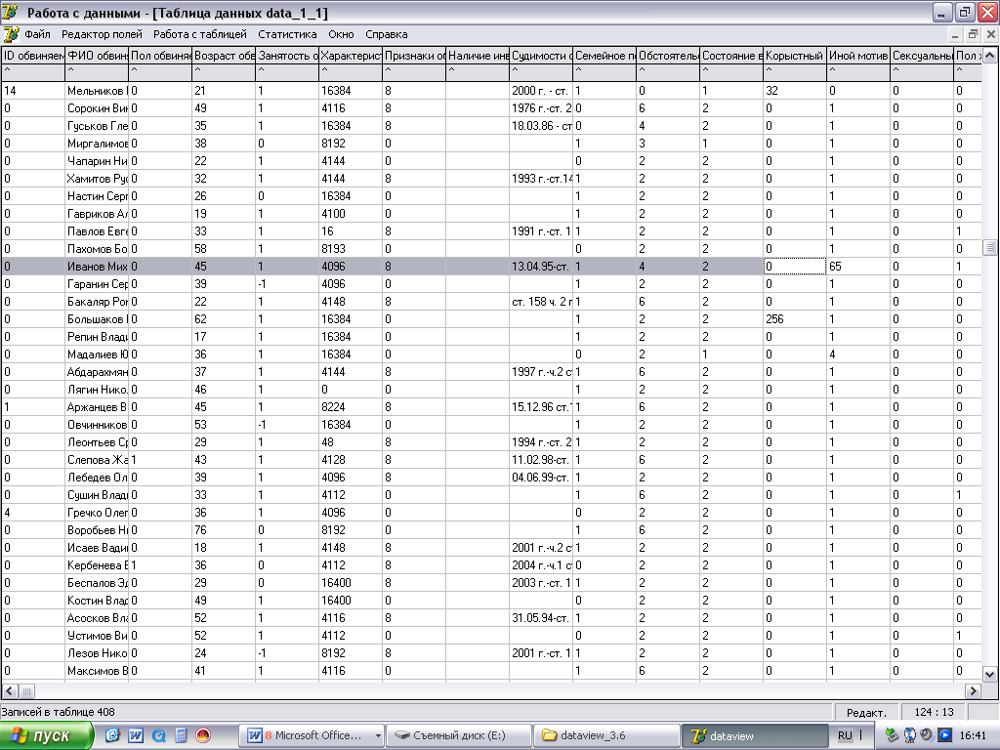 Работа с данными - [Таблица данных data_1_1]
Файл Редактор полей Работа с таблицей Статистика Окно Справка
ID обвиняем ФИО обвин Пол обвиняе Возраст обв Занятость о Характерист Признаки об Наличие инв Судимости о Семейное по Обстоятельс Состояние в Корыстный Иной мотив Сексуальны Пол ж
^ ^ ^ ^ ^ ^ ^ ^ ^ ^ ^ ^ ^ ^ ^ ^
14 Мельников 0 21 1 16384 8 2000 г. - ст. 1 0 1 32 0 0 0
0 Сорокин Вик 0 49 1 4116 8 1976 г.-ст. 2 0 6 2 0 1 0 0
0 Гуськов Гле 0 35 1 16384 8 18.03.86 - ст 0 4 2 0 1 0 0
0 Миргалимов 0 38 0 8192 0 1 3 1 0 1 0 0
0 Чапарин Ни 0 22 1 4144 0 0 2 2 0 1 0 0
0 Хамитов Рус 0 32 1 4144 8 1993 г.-ст.14 1 2 2 0 1 0 0
0 Настин Серг 0 26 0 16384 0 1 2 2 0 1 0 0
0 Гавриков Ал 0 19 1 4100 0 1 2 2 0 1 0 0
0 Павлов Евге 0 33 1 16 8 1991 г.-ст. 1 1 2 2 0 1 0 1
0 Пахомов Бо 0 58 1 8193 0 0 2 2 0 1 0 0
0 Иванов Мих 0 45 1 4096 8 13.04.95-ст. 1 4 2 0 65 0 1
0 Гаранин Сер 0 39 -1 4096 0 1 2 2 0 1 0 0
0 Бакаляр Ром 0 22 1 4148 8 ст. 158 ч. 2 п 1 6 2 0 1 0 0
0 Большаков 0 62 1 16384 0 1 2 2 256 1 0 0
0 Репин Влади 0 17 1 16384 0 1 2 2 0 1 0 0
0 Мадалиев Ю 0 36 1 16384 0 0 2 1 0 4 0 0
0 Абдарахмян 0 37 1 4144 8 1997 г.-ч.2 ст 1 6 2 0 1 0 0
0 Лягин Нико. 0 46 1 0 0 1 2 2 0 1 0 0
1 Аржанцев В 0 45 1 8224 8 15.12.96 ст. 1 6 2 0 1 0 0
0 Овчинников 0 53 -1 16384 0 1 2 2 0 1 0 0
0 Леонтьев Ср 0 29 1 48 8 1994 г.-ст. 2 1 2 2 0 1 0 0
0 Слепова Жа 1 43 1 4128 8 11.02.98-ст. 1 6 2 0 1 0 0
0 Лебедев Ол 0 39 1 4096 8 04.06.99-ст. 1 2 2 0 1 0 0
0 Сушин Влад 0 33 1 4112 0 1 6 2 0 1 0 1
4 Гречко Олег 0 36 1 4096 0 0 2 2 0 1 0 0
0 Воробьев Ни 0 76 0 8192 0 1 6 2 0 1 0 0
0 Исаев Вади 0 18 1 4148 8 2001 г.-ч.2 с 1 2 2 0 1 0 0
0 Кербенева 1 36 0 4112 8 2004 г.-ч.1 с 0 2 2 0 1 0 0
0 Беспалов Эд 0 29 0 16400 8 2003 г.-ст. 1 1 2 2 0 1 0 0
0 Костин Влад 0 49 1 16400 0 0 2 2 0 1 0 0
0 Асосков Вла 0 52 1 4116 8 31.05.94-ст. 1 2 2 0 1 0 0
0 Устимов Ви 0 52 1 4112 0 0 2 2 0 1 0 1
0 Лезов Нико 0 24 -1 8192 8 2001 г.-ст. 1 1 2 2 0 1 0 0
0 Максимов В 0 41 1 4116 0 1 6 2 0 1 0 0
Записей в таблице 408 Редакт. 124 : 13
пуск 8 Microsoft Office... Съемный диск (E:) dataview_3.6 dataview RU 16:41